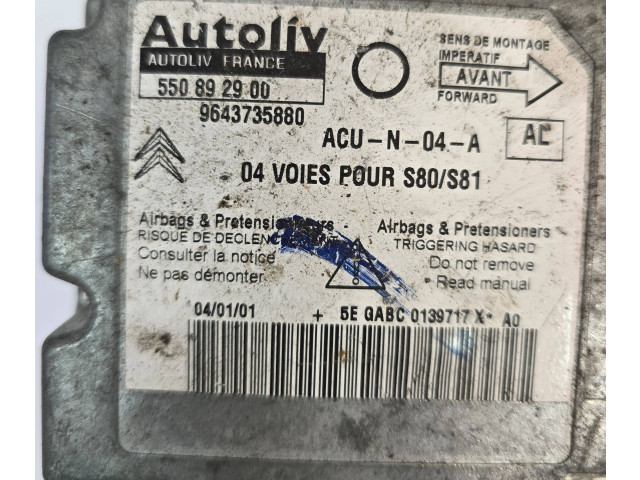 Autoliv
AUTOLIV FRANCE
550 89 29 00
9643735880
SENS DE MONTAGE
IMPERATIF
AVANT
FORWARD
ACU-N-04-A
AC
04 VOIES POUR S80/S81
Airbags & Pretensioners
RISQUE DE
Consulter la notice
Ne pas démonter
Airbags & Pretensioners
TRIGGERING HASARD
Do not remove
Read manual
04/01/01 + 5E GABC 0139717 X* A0